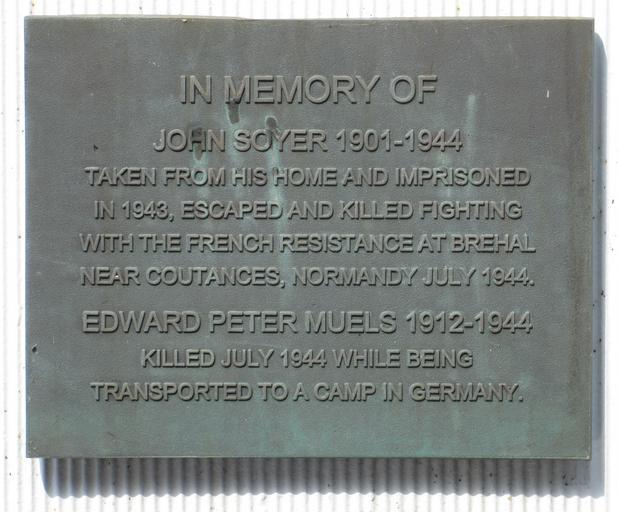 IN MEMORY OF
JOHN SOYER 1901-1944
TAKEN FROM HIS HOME AND IMPRISONED
IN 1943, ESCAPED AND KILLED FIGHTING
WITH THE FRENCH RESISTANCE AT BREHAL
NEAR COUTANCES, NORMANDY JULY 1944.
EDWARD PETER MUELS 1912-1944
KILLED JULY 1944 WHILE BEING
TRANSPORTED TO A CAMP IN GERMANY.